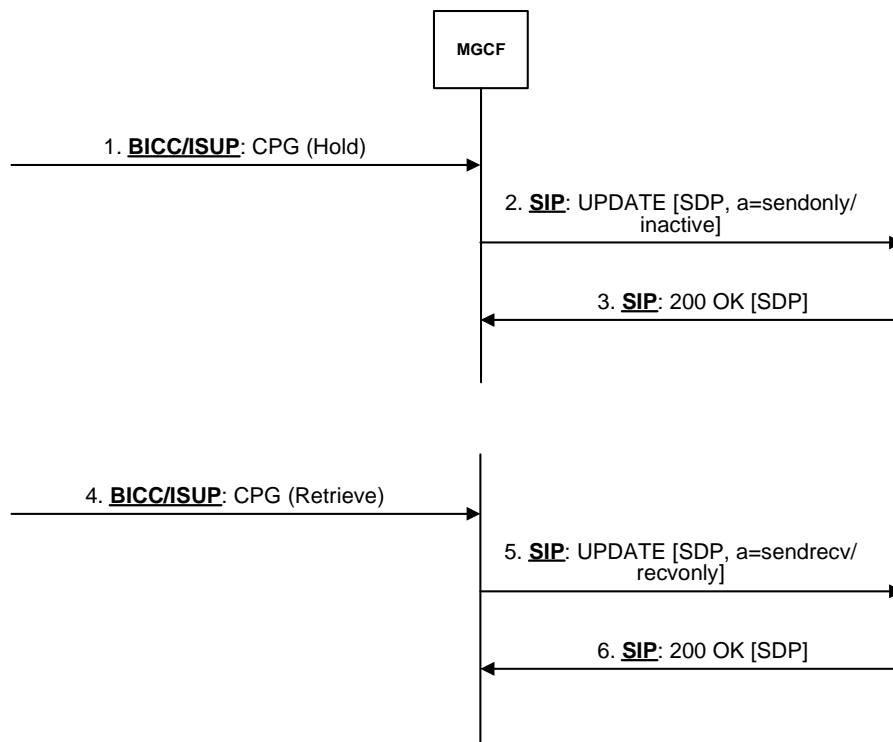 MGCF
1. BICC/ISUP: CPG (Hold)
2. SIP: UPDATE [SDP, a=sendonly/
inactive]
3. SIP: 200 OK [SDP]
4. BICC/ISUP: CPG (Retrieve)
5. SIP: UPDATE [SDP, a=sendrecv/
recvonly]
6. SIP: 200 OK [SDP]